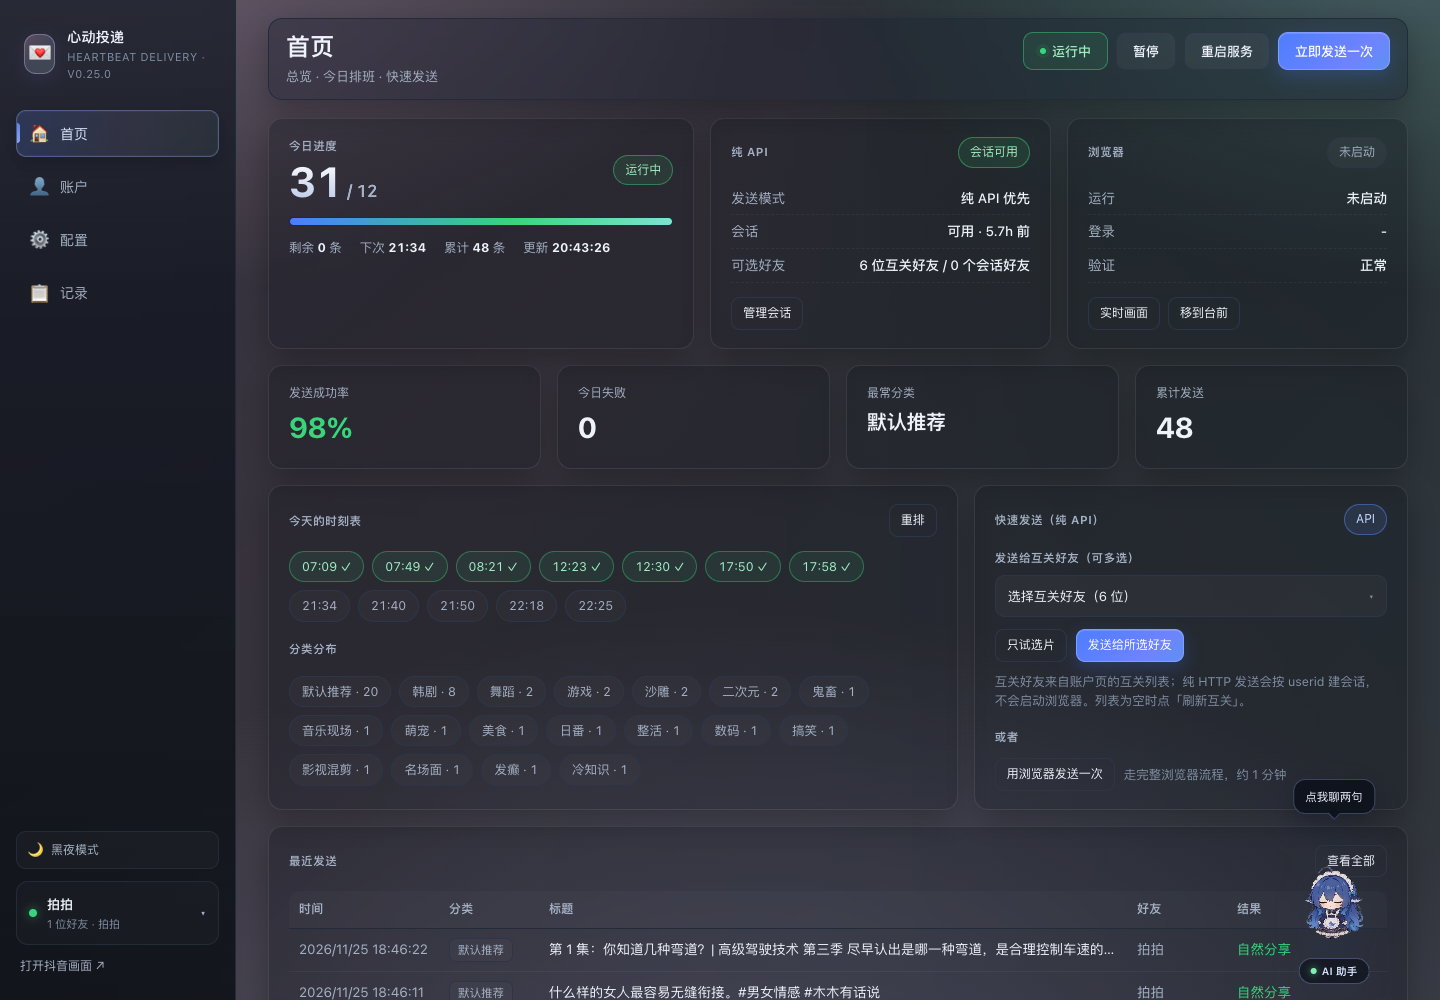 心动投递
HEARTBEAT DELIVERY ·
V0.25.0
首页
账户
配置
记录
黑夜模式
拍拍
1 位好友 · 拍拍
打开抖音画面 ↗
首页
总览 · 今日排班 · 快速发送
运行中
暂停
重启服务
立即发送一次
今日进度
31 / 12
运行中
剩余 0 条 下次 21:34 累计 48 条 更新 20:43:26
纯 API
会话可用
发送模式 纯 API 优先
会话 可用 · 5.7h 前
可选好友 6 位互关好友 / 0 个会话好友
管理会话
浏览器
未启动
运行 未启动
登录 -
验证 正常
实时画面 移到台前
发送成功率
98%
今日失败
0
最常分类
默认推荐
累计发送
48
今天的时刻表
重排
07:09 ✓ 07:49 ✓ 08:21 ✓ 12:23 ✓ 12:30 ✓ 17:50 ✓ 17:58 ✓
21:34 21:40 21:50 22:18 22:25
分类分布
默认推荐 · 20 韩剧 · 8 舞蹈 · 2 游戏 · 2 沙雕 · 2 二次元 · 2 鬼畜 · 1
音乐现场 · 1 萌宠 · 1 美食 · 1 日番 · 1 整活 · 1 数码 · 1 搞笑 · 1
影视混剪 · 1 名场面 · 1 发癫 · 1 冷知识 · 1
快速发送（纯 API）
API
发送给互关好友（可多选）
选择互关好友（6 位）
只试选片 发送给所选好友
互关好友来自账户页的互关列表；纯 HTTP 发送会按 userid 建会话，
不会启动浏览器。列表为空时点「刷新互关」。
或者
用浏览器发送一次 走完整浏览器流程，约 1 分钟
点我聊两句
最近发送
查看全部
时间 分类 标题 好友 结果
2026/11/25 18:46:22 默认推荐 第 1 集：你知道几种弯道？| 高级驾驶技术 第三季 尽早认出是哪一种弯道，是合理控制车速的... 拍拍 自然分享
2026/11/25 18:46:11 默认推荐 什么样的女人最容易无缝衔接。#男女情感 #木木有话说 拍拍 自然分享
AI 助手